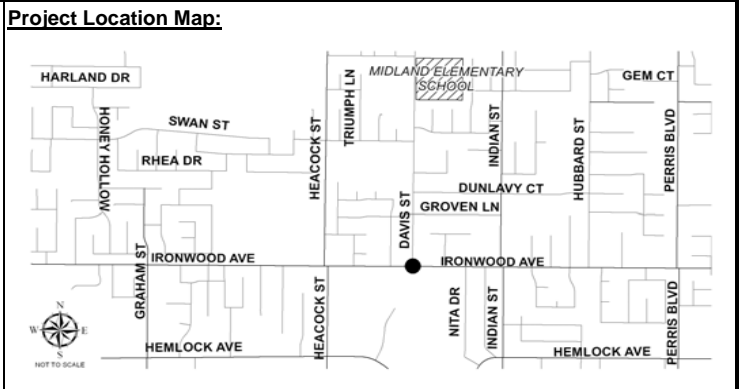 Project Location Map:
HARLAND DR
MIDLAND ELEMENTARY
SCHOOL
GEM CT
TRIUMPH LN
HONEY HOLLOW
SWAN ST
HEACOCK ST
INDIAN ST
HUBBARD ST
PERRIS BLVD
RHEA DR
DUNLAVY CT
GROVEN LN
DAVIS ST
IRONWOOD AVE
IRONWOOD AVE
GRAHAM ST
HEACOCK ST
NITA DR
INDIAN ST
PERRIS BLVD
N
W
E
S
NOT TO SCALE
HEMLOCK AVE
HEMLOCK AVE